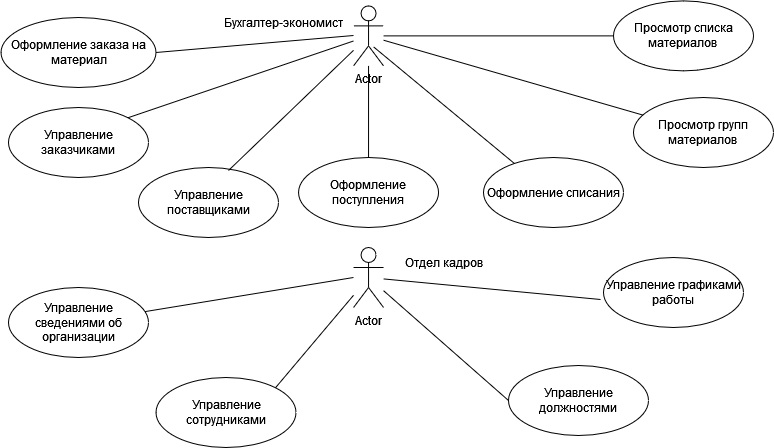 Бухгалтер-экономист
Actor
Оформление заказа на
материал
Просмотр списка
материалов
Управление
заказчиками
Просмотр групп
материалов
Управление
поставщиками
Оформление
поступления
Оформление списания
Отдел кадров
Actor
Управление
сведениями об
организации
Управление графиками
работы
Управление
сотрудниками
Управление
должностями